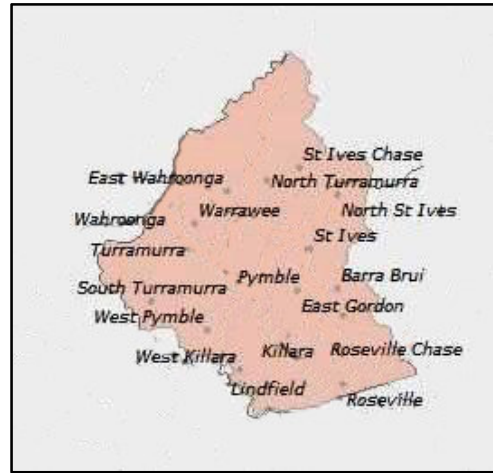 St Ives Chase
East Wahroonga
North Turramurra
Wahroonga
Warrawee
North St Ives
Turramurra
St Ives
South Turramurra
Pymble
Barra Brui
West Pymble
East Gordon
West Killara
Killara
Roseville Chase
Lindfield
Roseville